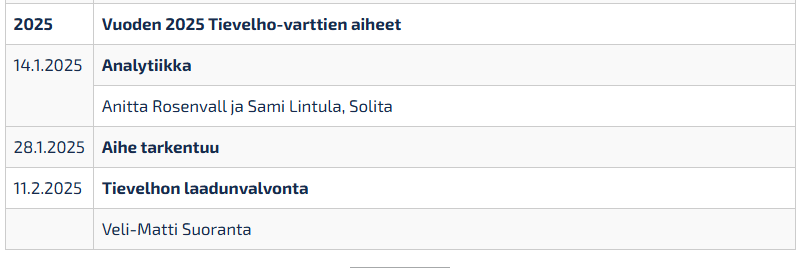 2025 Vuoden 2025 Tievelho-varttien aiheet
14.1.2025 Analytiikka
Anitta Rosenvall ja Sami Lintula, Solita
28.1.2025 Aihe tarkentuu
11.2.2025 Tievelhon laadunvalvonta
Veli-Matti Suoranta